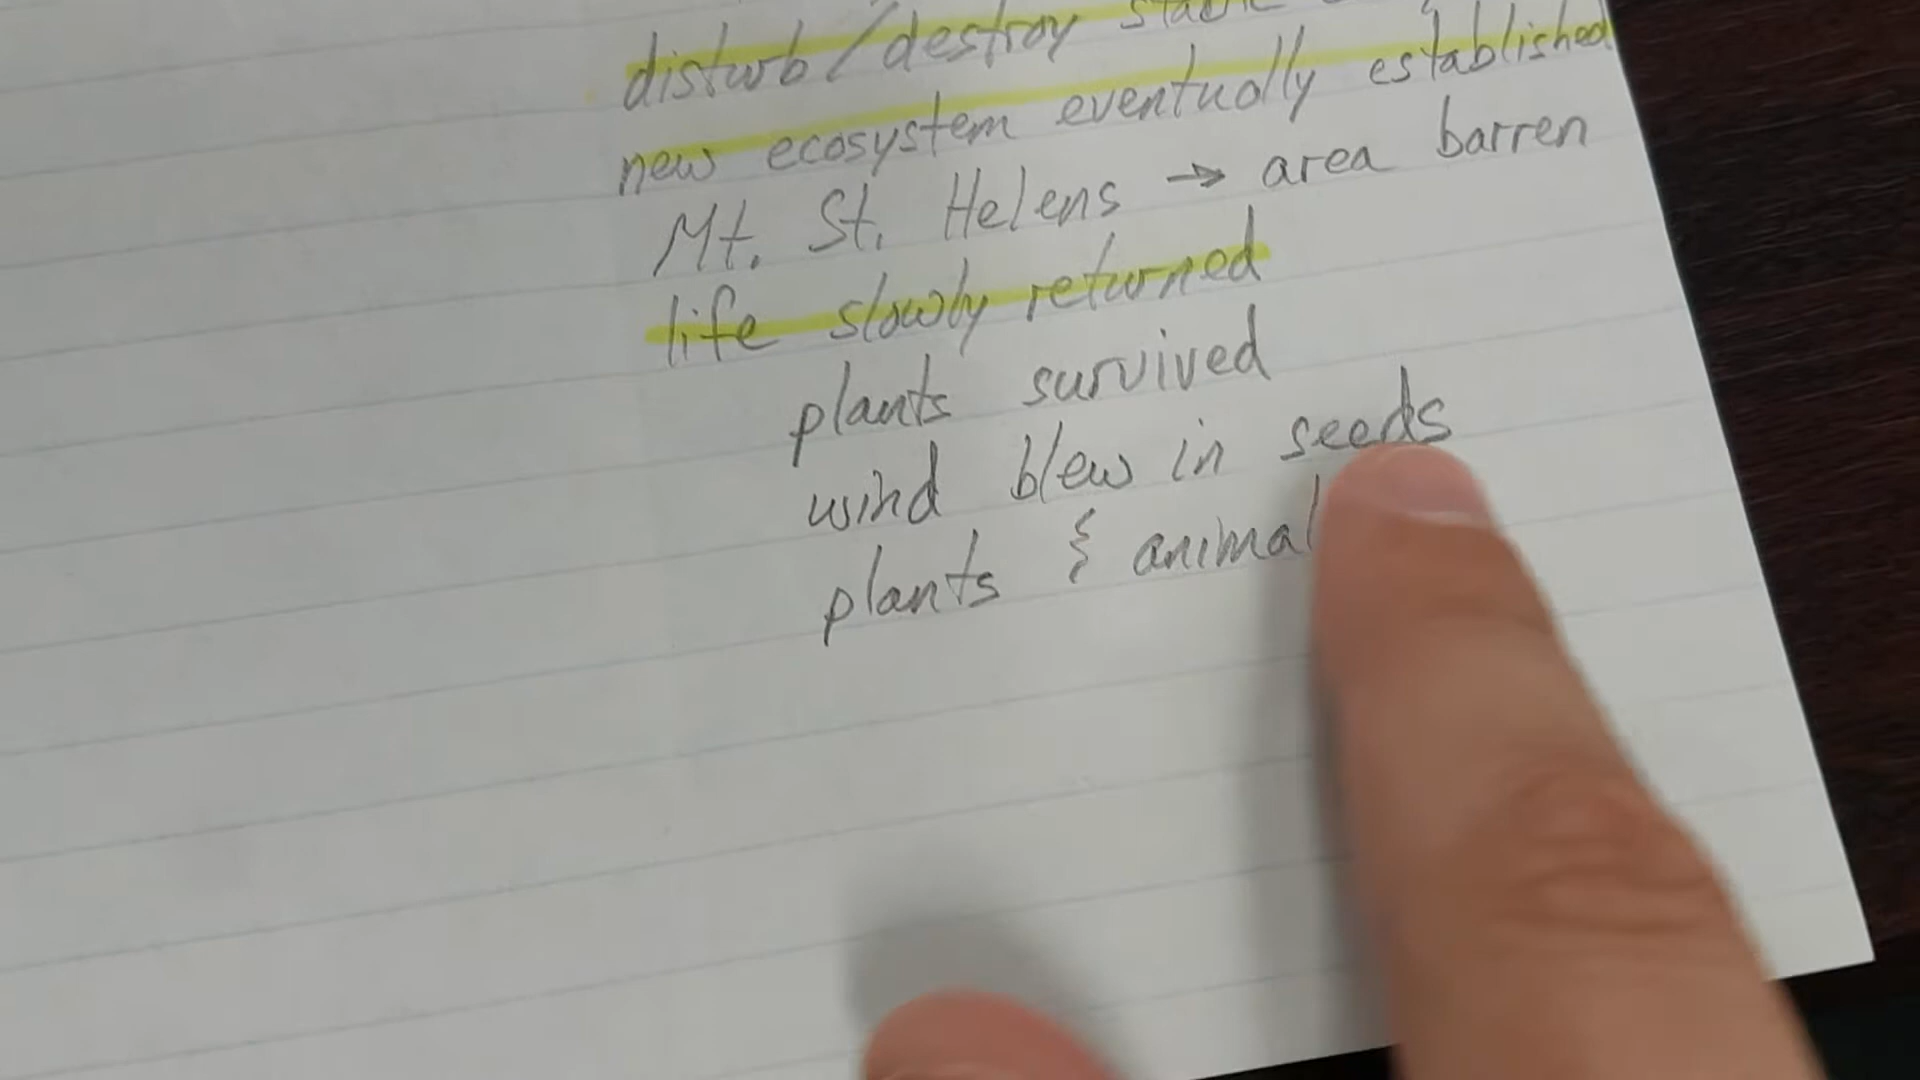 disturb/destroy
new ecosystem eventually established
Mt. St. Helens → area barren
life slowly returned
plants survived
wind blew in seeds
plants & animal